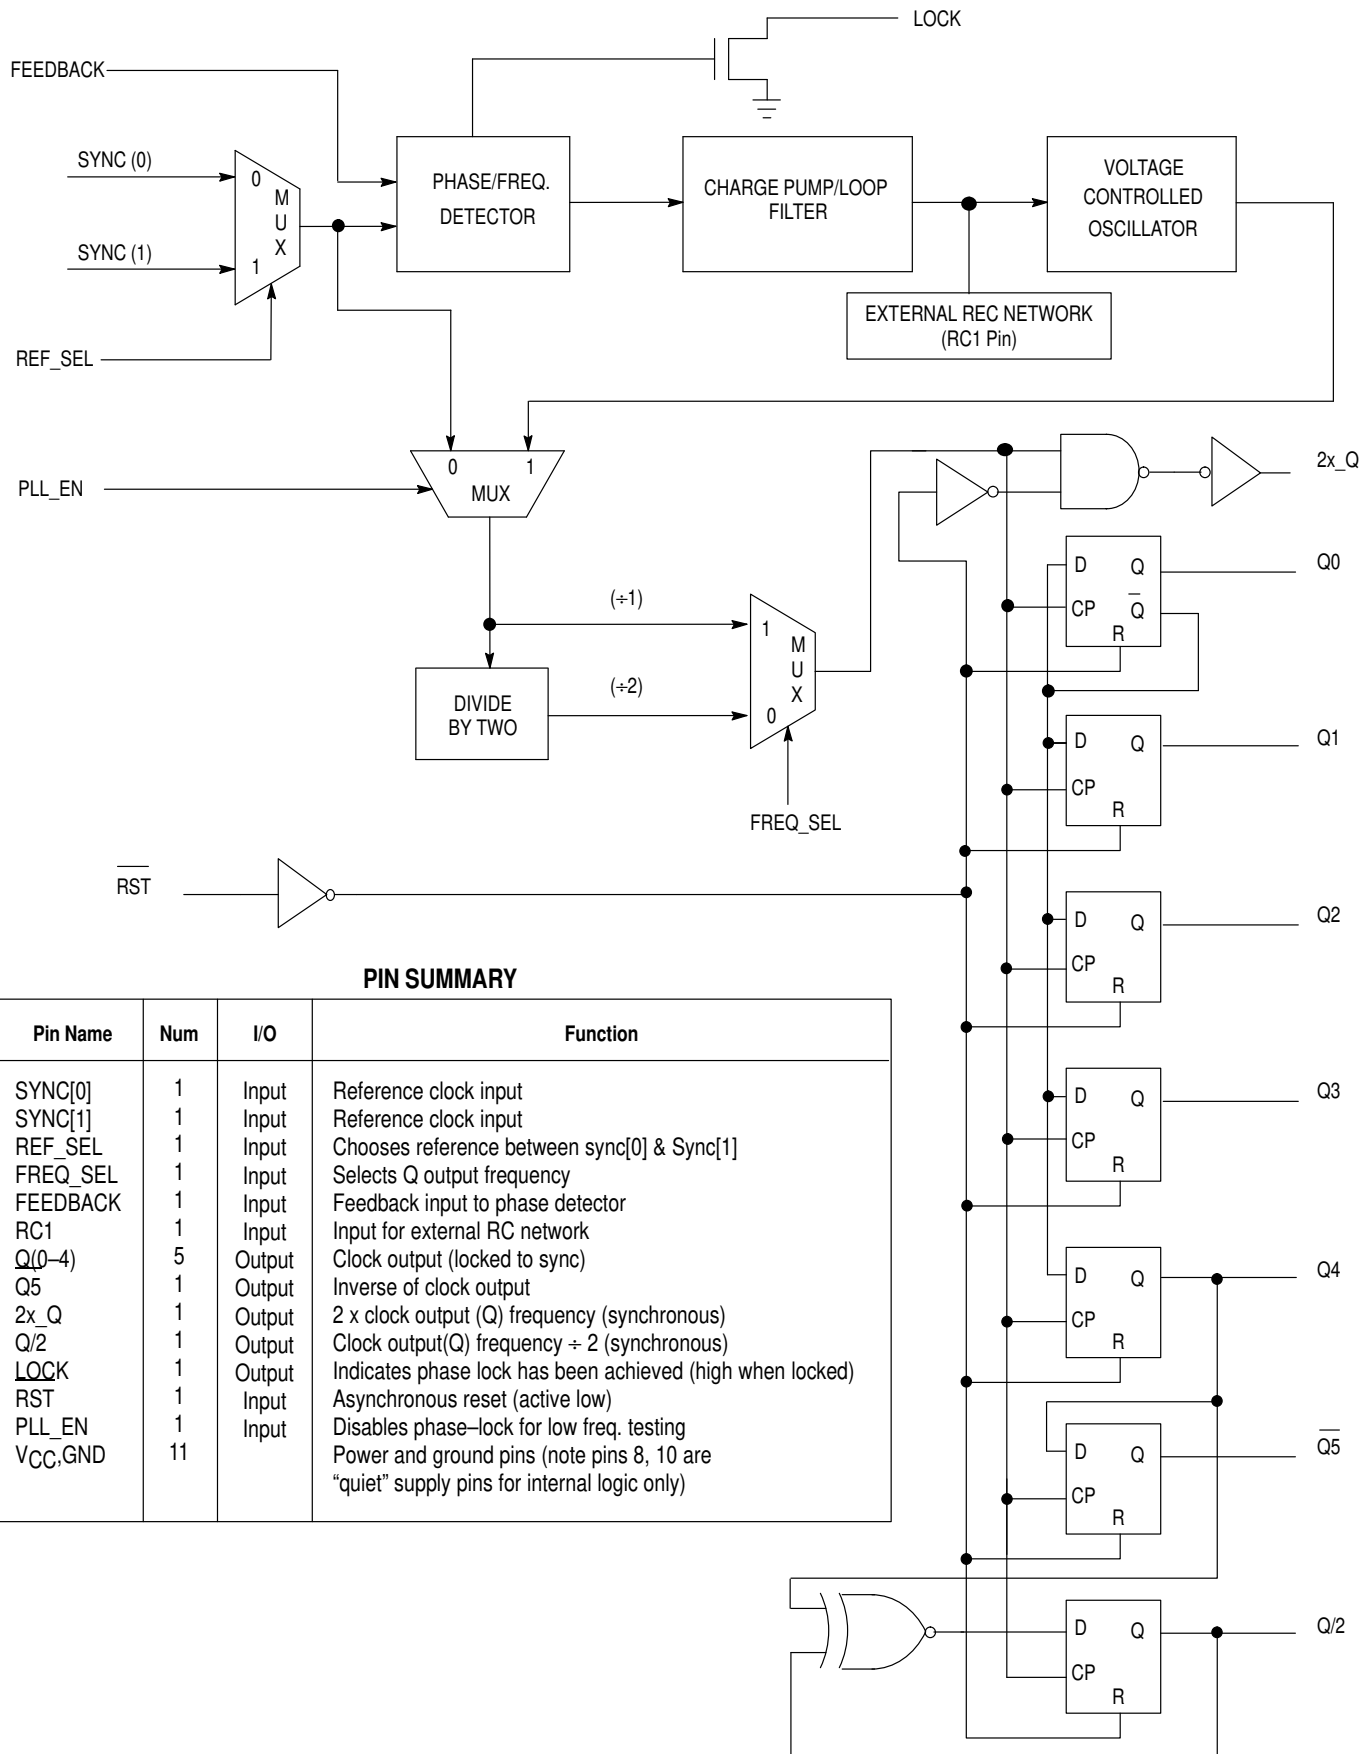 LOCK
FEEDBACK
SYNC (0)
SYNC (1)
0
M
U
X
1
REF_SEL
PHASE/FREQ.
DETECTOR
CHARGE PUMP/LOOP
FILTER
VOLTAGE
CONTROLLED
OSCILLATOR
EXTERNAL REC NETWORK
(RC1 Pin)
PLL_EN
0 1
MUX
(÷1)
(÷2)
DIVIDE
BY TWO
1
M
U
X
0
FREQ_SEL
RST
2x_Q
D Q
CP Q
R
Q0
D Q
CP
R
Q1
D Q
CP
R
Q2
D Q
CP
R
Q3
D Q
CP
R
Q4
D Q
CP
R
Q5
D Q
CP
R
Q/2
PIN SUMMARY
Pin Name Num I/O Function
SYNC[0] 1 Input Reference clock input
SYNC[1] 1 Input Reference clock input
REF_SEL 1 Input Chooses reference between sync[0] & Sync[1]
FREQ_SEL 1 Input Selects Q output frequency
FEEDBACK 1 Input Feedback input to phase detector
RC1 1 Input Input for external RC network
Q(0–4) 5 Output Clock output (locked to sync)
Q5 1 Output Inverse of clock output
2x_Q 1 Output 2 x clock output (Q) frequency (synchronous)
Q/2 1 Output Clock output(Q) frequency ÷ 2 (synchronous)
LOCK 1 Output Indicates phase lock has been achieved (high when locked)
RST 1 Input Asynchronous reset (active low)
PLL_EN 1 Input Disables phase–lock for low freq. testing
VCC,GND 11 Power and ground pins (note pins 8, 10 are
“quiet” supply pins for internal logic only)